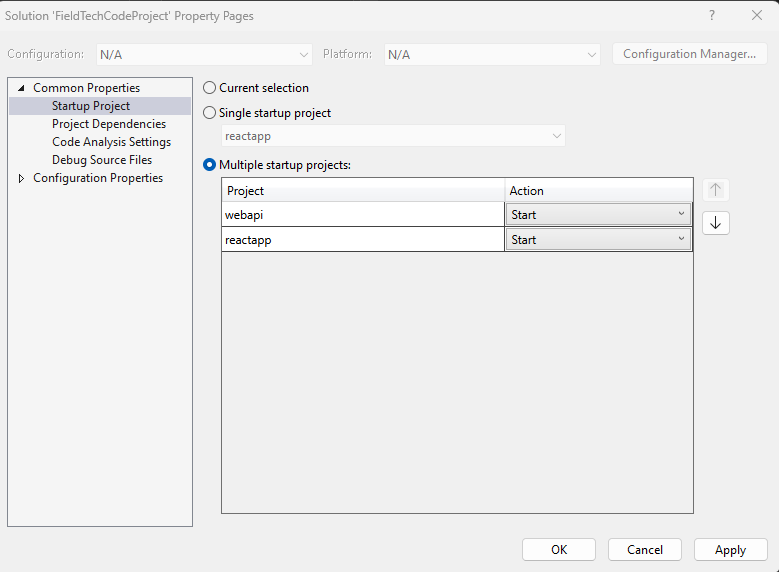 Solution 'FieldTechCodeProject' Property Pages
?
Configuration: N/A Platform: N/A Configuration Manager...
Common Properties
Startup Project
Project Dependencies
Code Analysis Settings
Debug Source Files
Configuration Properties
Current selection
Single startup project
reactapp
Multiple startup projects:
Project Action
webapi Start
reactapp Start
OK Cancel Apply